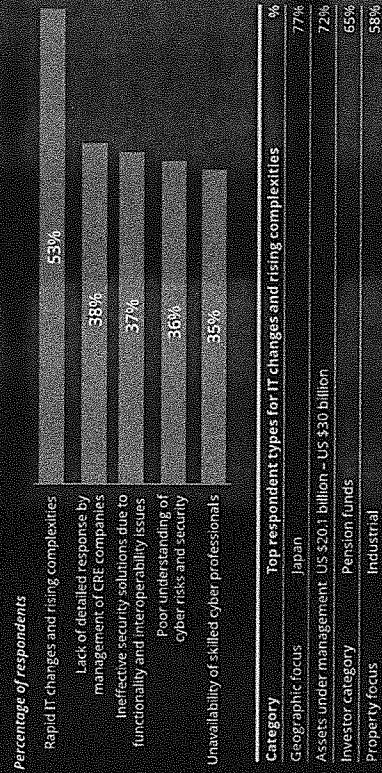 Percentage of respondents
Rapid IT changes and rising complexities
53%
Lack of detailed response by
management of CRE companies
38%
Ineffective security solutions due to
functionality and interoperability issues
37%
Poor understanding of
cyber risks and security
36%
Unavailability of skilled cyber professionals
35%
Category Top respondent types for IT changes and rising complexities %
Geographic focus Japan 77%
Assets under management US $20.1 billion – US $30 billion 72%
Investor category Pension funds 65%
Property focus Industrial 58%